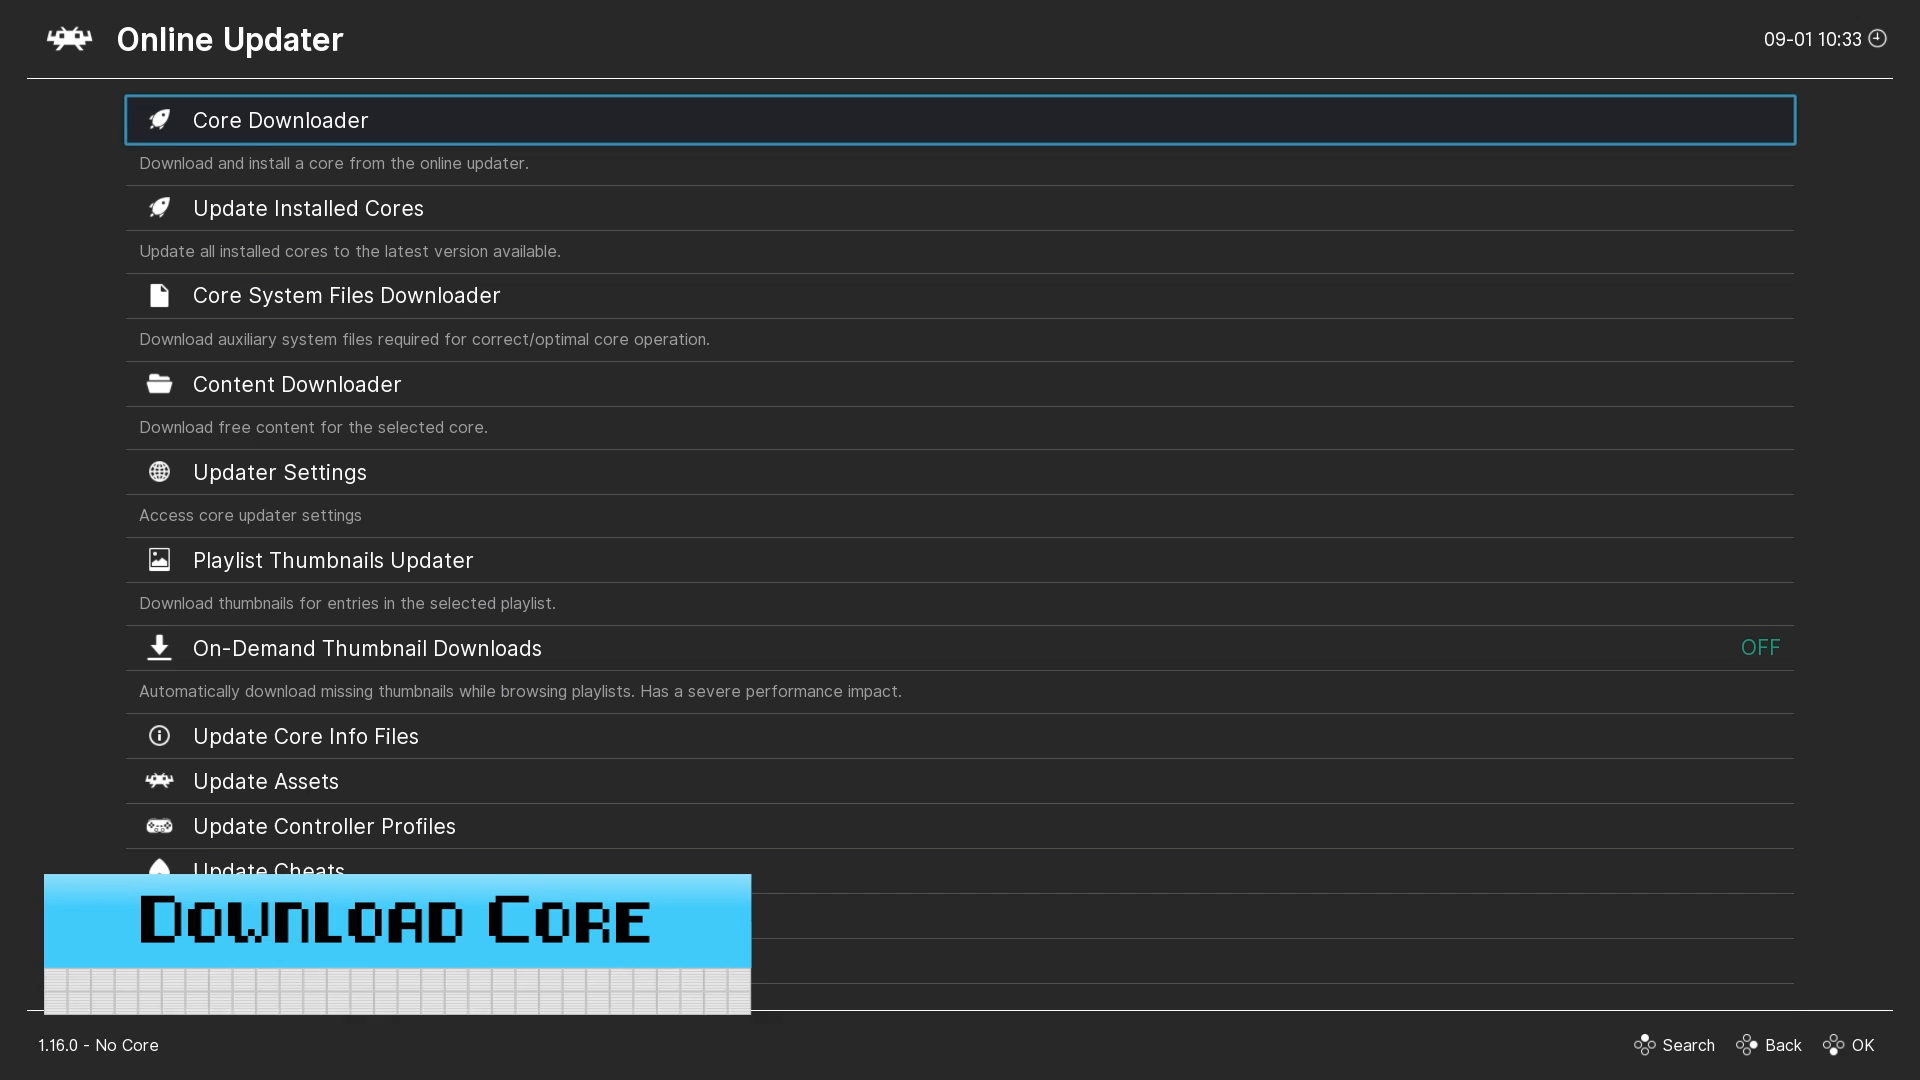 Online Updater
09-01 10:33
Core Downloader
Download and install a core from the online updater.
Update Installed Cores
Update all installed cores to the latest version available.
Core System Files Downloader
Download auxiliary system files required for correct/optimal core operation.
Content Downloader
Download free content for the selected core.
Updater Settings
Access core updater settings
Playlist Thumbnails Updater
Download thumbnails for entries in the selected playlist.
On-Demand Thumbnail Downloads OFF
Automatically download missing thumbnails while browsing playlists. Has a severe performance impact.
Update Core Info Files
Update Assets
Update Controller Profiles
Update Cheats
Download Core
1.16.0 - No Core
Search Back OK